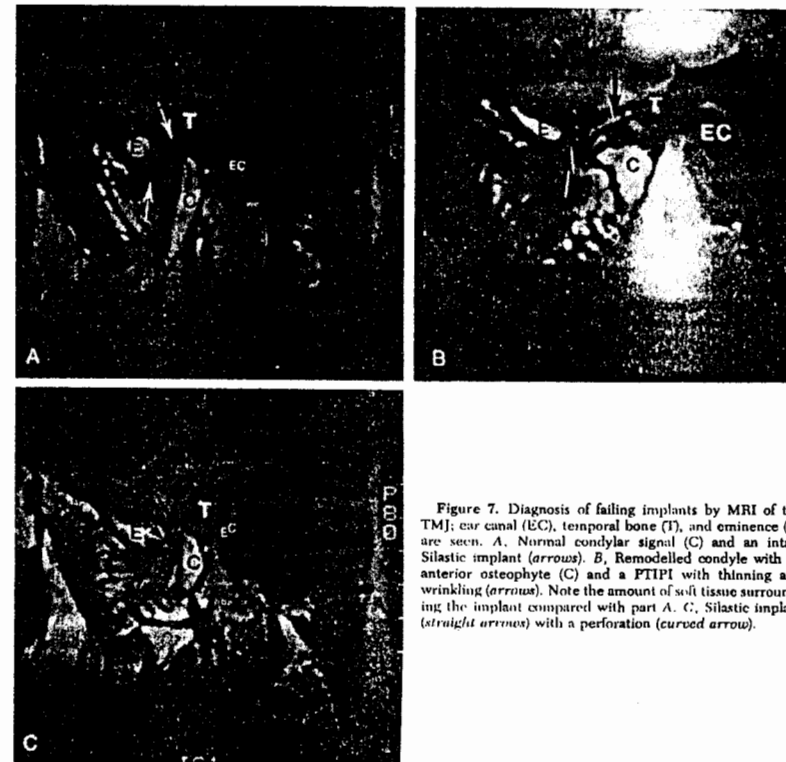 T
E
EC
C
A
T
E
EC
C
B
T
E
EC
C
P
8
0
C
Figure 7. Diagnosis of failing implants by MRI of t
TMJ; ear canal (EC), temporal bone (T), and eminence (
are seen. A, Normal condylar signal (C) and an int
Silastic implant (arrows). B, Remodelled condyle with
anterior osteophyte (C) and a PTIPI with thinning a
wrinkling (arrows). Note the amount of soft tissue surroun
ing the implant compared with part A. C, Silastic impla
(straight arrows) with a perforation (curved arrow).